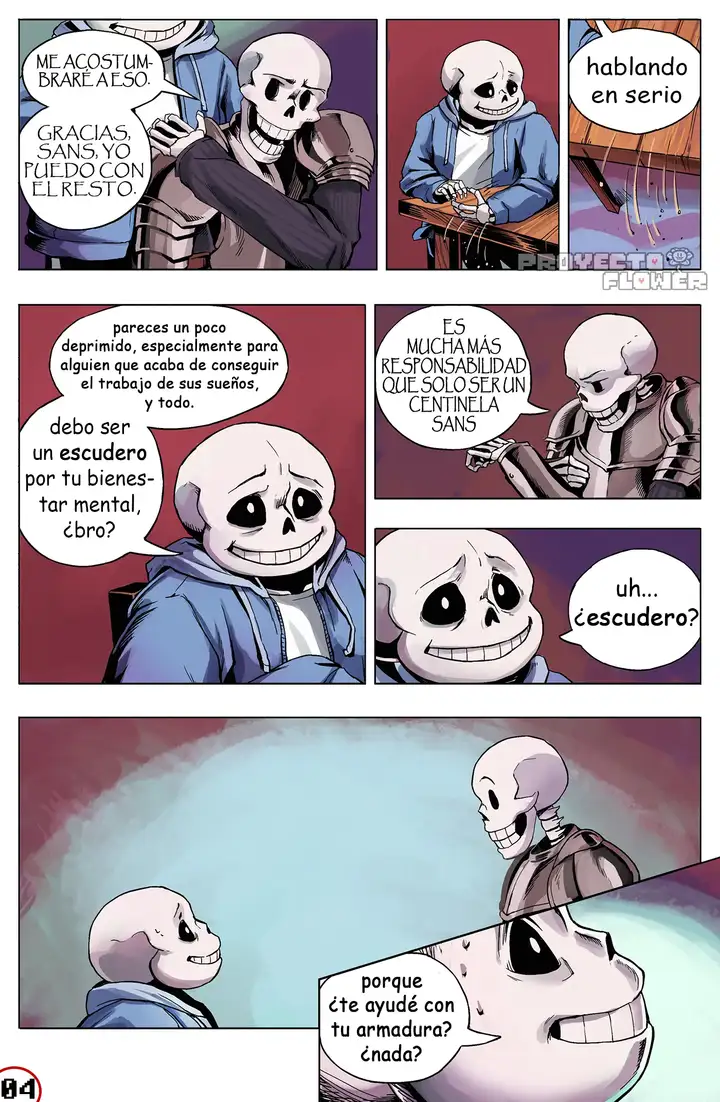 ME ACOSTUM-
BRARÉ A ESO.
GRACIAS,
SANS, YO
PUEDO CON
EL RESTO.
hablando
en serio
PROYECTO
FLOWER
pareces un poco
deprimido, especialmente para
alguien que acaba de conseguir
el trabajo de sus sueños,
y todo.
debo ser
un escudero
por tu bienes-
tar mental,
¿bro?
ES
MUCHA MÁS
RESPONSABILIDAD
QUE SOLO SER UN
CENTINELA
SANS
uh...
¿escudero?
porque
¿te ayudé con
tu armadura?
¿nada?
04